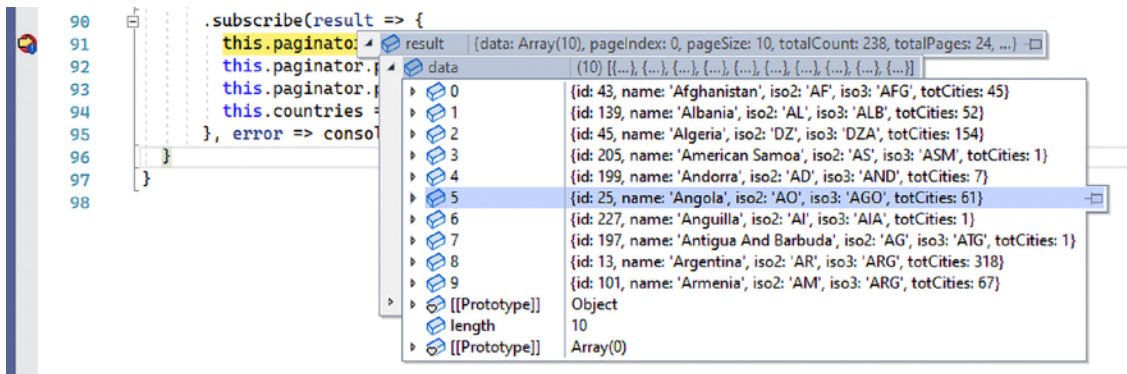 90 .subscribe(result => {
91 this.paginato result {data: Array(10), pageIndex: 0, pageSize: 10, totalCount: 238, totalPages: 24, ...}
92 this.paginator.p data (10) [{...}, {...}, {...}, {...}, {...}, {...}, {...}, {...}, {...}, {...}]
93 this.paginator.p 0 {id: 43, name: 'Afghanistan', iso2: 'AF', iso3: 'AFG', totCities: 45}
94 this.countries = 1 {id: 139, name: 'Albania', iso2: 'AL', iso3: 'ALB', totCities: 52}
95 }, error => consol 2 {id: 45, name: 'Algeria', iso2: 'DZ', iso3: 'DZA', totCities: 154}
96 } 3 {id: 205, name: 'American Samoa', iso2: 'AS', iso3: 'ASM', totCities: 1}
97 } 4 {id: 199, name: 'Andorra', iso2: 'AD', iso3: 'AND', totCities: 7}
98 5 {id: 25, name: 'Angola', iso2: 'AO', iso3: 'AGO', totCities: 61}
6 {id: 227, name: 'Anguilla', iso2: 'AI', iso3: 'AIA', totCities: 1}
7 {id: 197, name: 'Antigua And Barbuda', iso2: 'AG', iso3: 'ATG', totCities: 1}
8 {id: 13, name: 'Argentina', iso2: 'AR', iso3: 'ARG', totCities: 318}
9 {id: 101, name: 'Armenia', iso2: 'AM', iso3: 'ARG', totCities: 67}
[[Prototype]] Object
length 10
[[Prototype]] Array(0)